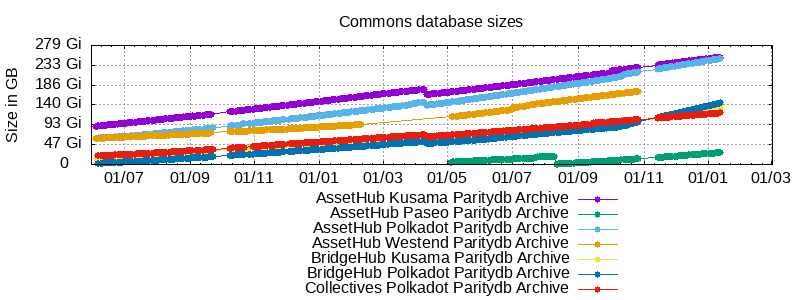 Commons database sizes
Size in GB
279 Gi
233 Gi
186 Gi
140 Gi
93 Gi
47 Gi
0
01/07 01/09 01/11 01/01 01/03 01/05 01/07 01/09 01/11 01/01 01/03
AssetHub Kusama Paritydb Archive
AssetHub Paseo Paritydb Archive
AssetHub Polkadot Paritydb Archive
AssetHub Westend Paritydb Archive
BridgeHub Kusama Paritydb Archive
BridgeHub Polkadot Paritydb Archive
Collectives Polkadot Paritydb Archive